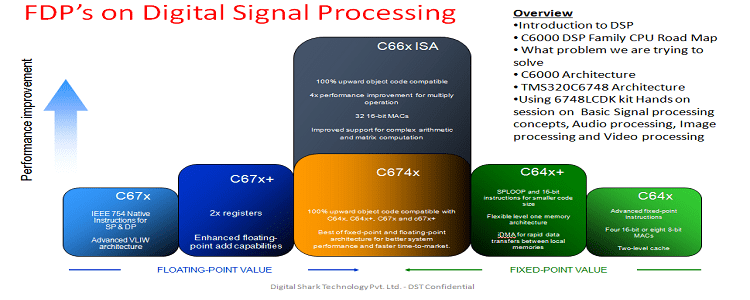 FDP's on Digital Signal Processing
Overview
•Introduction to DSP
• C6000 DSP Family CPU Road Map
• What problem we are trying to
solve
• C6000 Architecture
• TMS320C6748 Architecture
•Using 6748LCDK kit Hands on
session on Basic Signal processing
concepts, Audio processing, Image
processing and Video processing
Performance improvement
C66x ISA
100% upward object code compatible
4x performance improvement for multiply
operation
32 16-bit MACs
Improved support for complex arithmetic
and matrix computation
C67x
IEEE 764 Native
Instructions for
SP & DP
Advanced VLIW
architecture
C67x+
2x registers
Enhanced floating-
point add capabilities
C674x
100% upward object code compatible with
C64x, C64x+, C67x and c67x+
Best of fixed-point and floating-point
architecture for better system
performance and faster time-to-market.
C64x+
SPLOOP and 16-bit
instructions for smaller code
size
Flexible level one memory
architecture
iDMA for rapid data
transfers between local
memories
C64x
Advanced fixed-point
instructions
Four 16-bit or eight 8-bit
MACs
Two-level cache
FLOATING-POINT VALUE
FIXED-POINT VALUE
Digital Shark Technology Pvt. Ltd. - DST Confidential